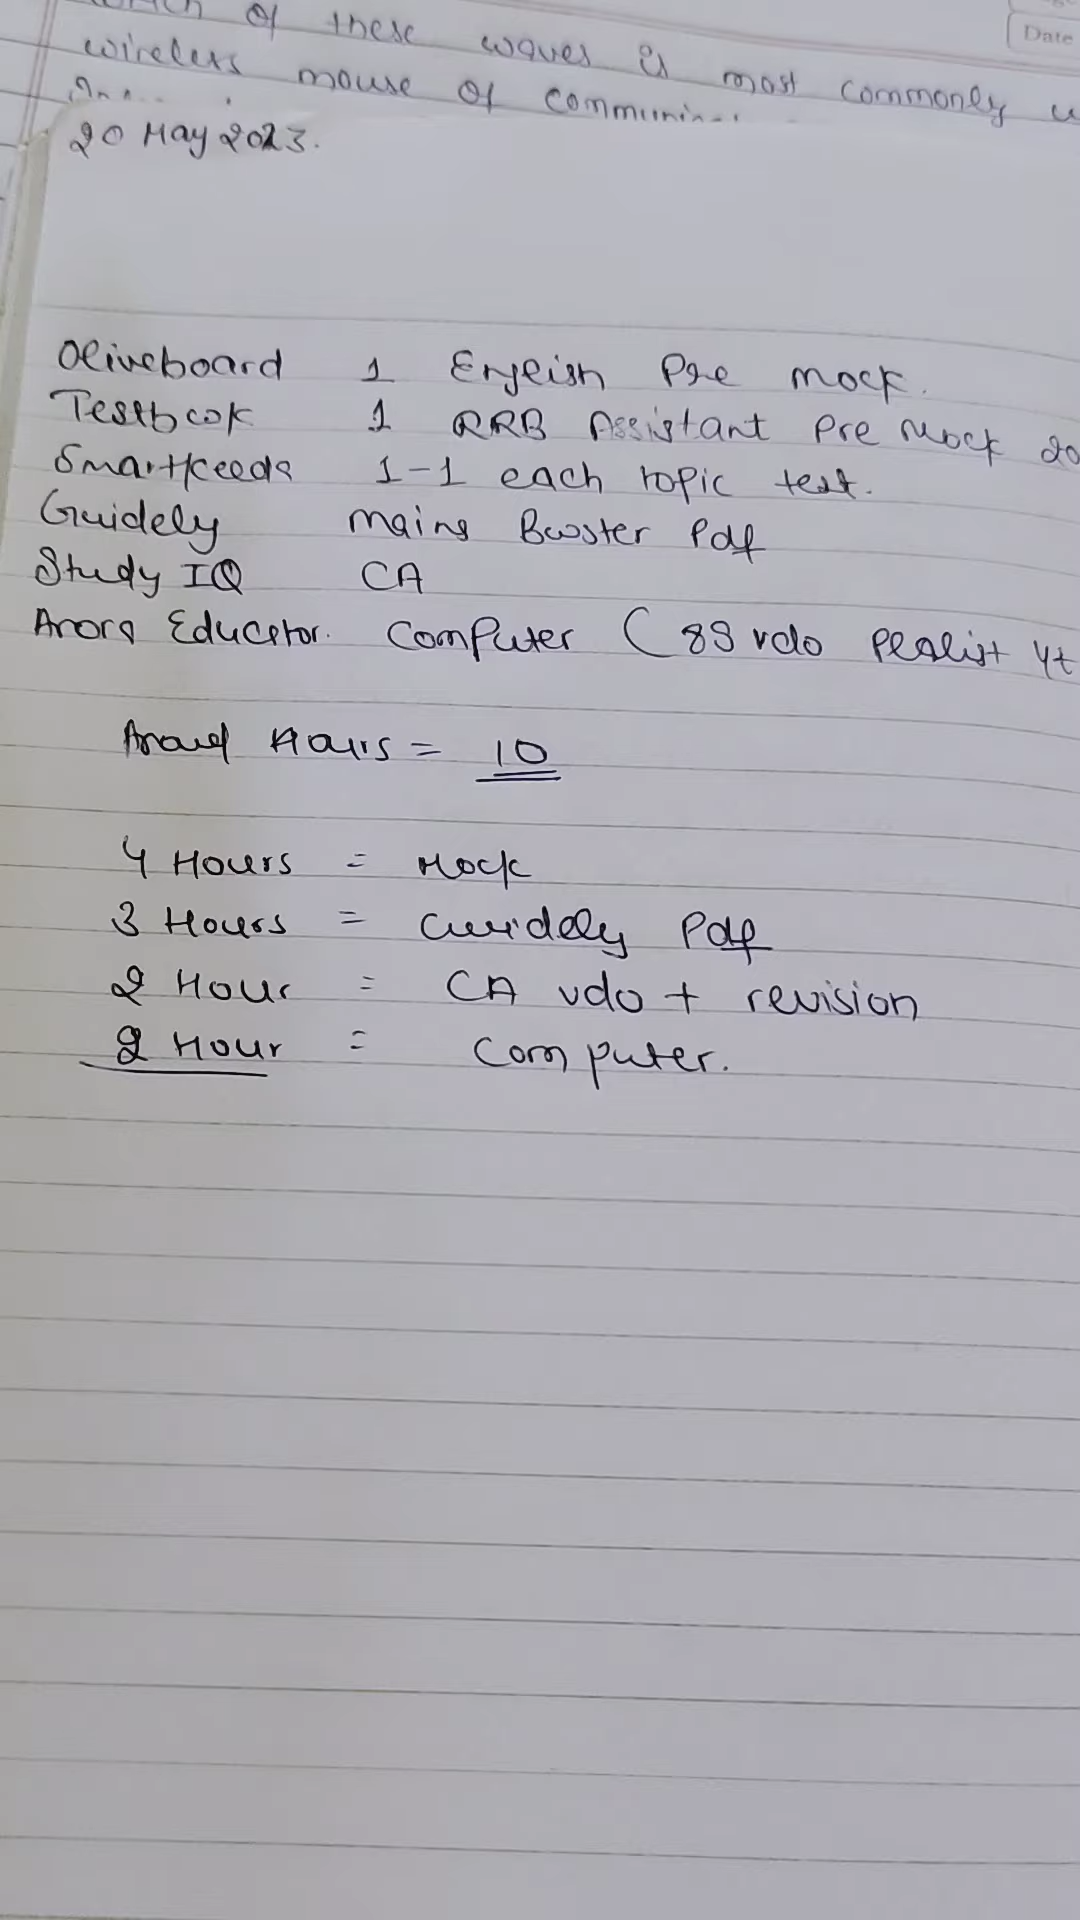 of these waves is most commonly
wireless mouse of
Date
20 May 2023.
Oliveboard 1 English Pre mock.
Testbook 1 RRB Assistant Pre Mock 20
Smartkeeda 1-1 each topic test.
Guidely mains Booster Pdf
Study IQ CA
Arora Educator. Computer ( 89 vdo Playlist yt
Hours = 10
4 Hours = Mock
3 Hours = Guidely Pdf
2 Hour = CA vdo + revision
2 Hour = Computer.